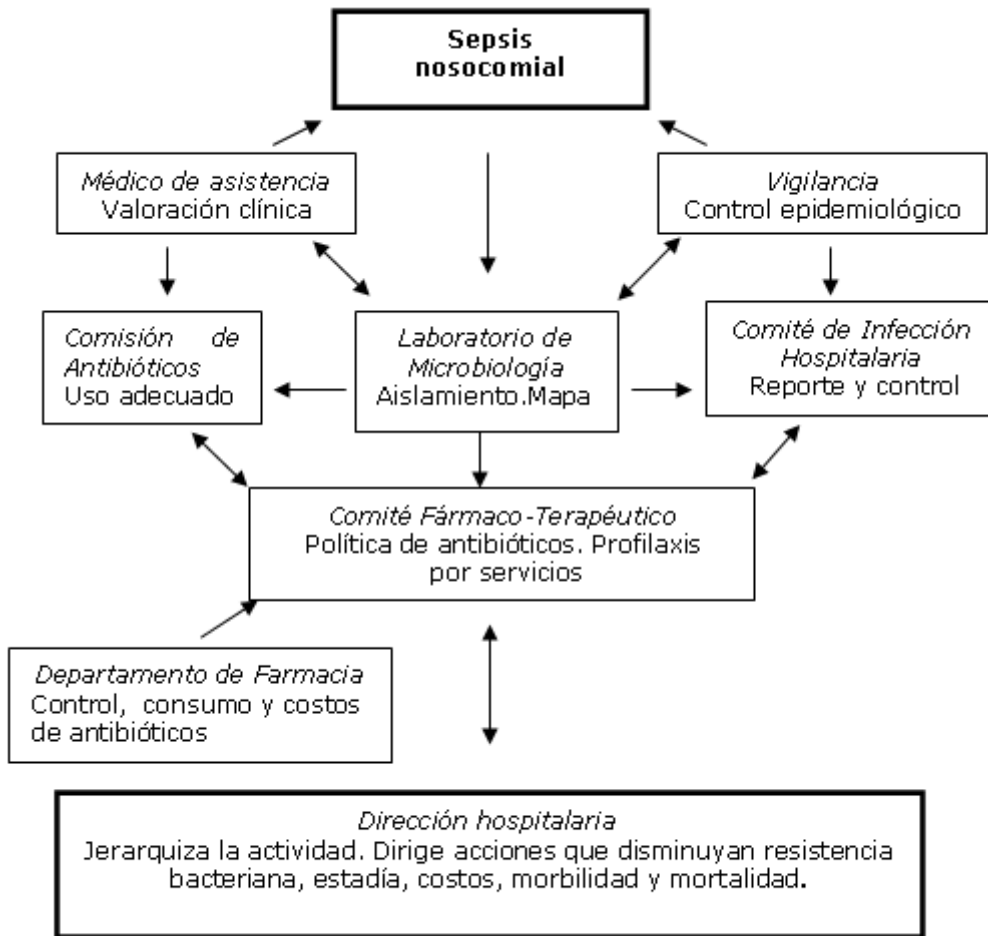 Sepsis
nosocomial
Médico de asistencia
Valoración clínica
Vigilancia
Control epidemiológico
Comisión de
Antibióticos
Uso adecuado
Laboratorio de
Microbiología
Aislamiento.Mapa
Comité de Infección
Hospitalaria
Reporte y control
Comité Fármaco-Terapéutico
Política de antibióticos. Profilaxis
por servicios
Departamento de Farmacia
Control, consumo y costos
de antibióticos
Dirección hospitalaria
Jerarquiza la actividad. Dirige acciones que disminuyan resistencia
bacteriana, estadía, costos, morbilidad y mortalidad.